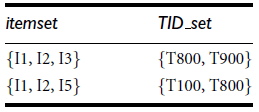 itemset TID_set
{I1, I2, I3} {T800, T900}
{I1, I2, I5} {T100, T800}